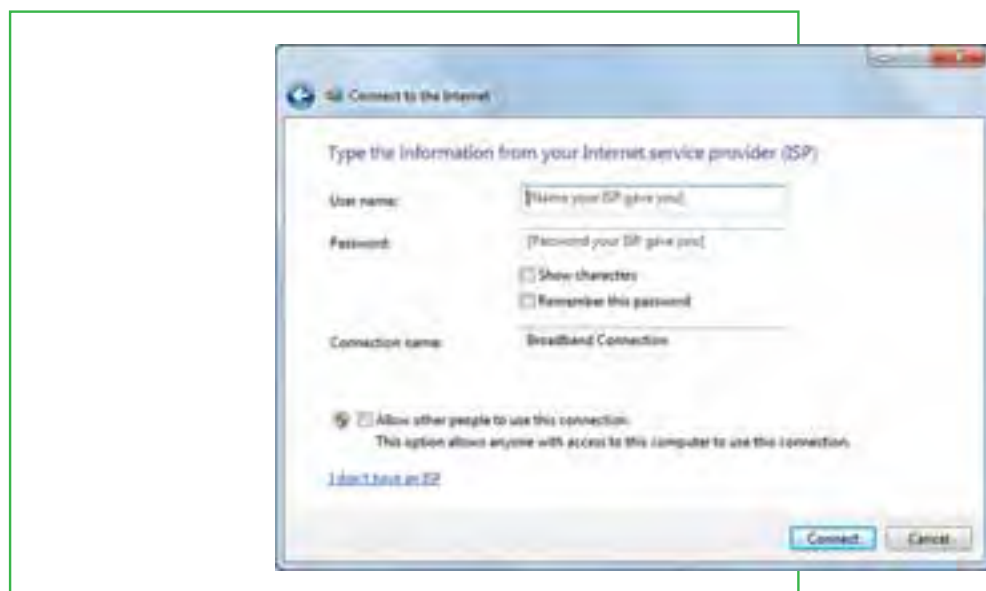 Connect to the Internet
Type the information from your Internet service provider (ISP)
User name: [Name your ISP gave you]
Password: [Password your ISP gave you]
Show characters
Remember this password
Connection name: Broadband Connection
Allow other people to use this connection
This option allows anyone with access to this computer to use this connection.
I don't have an ISP
Connect Cancel